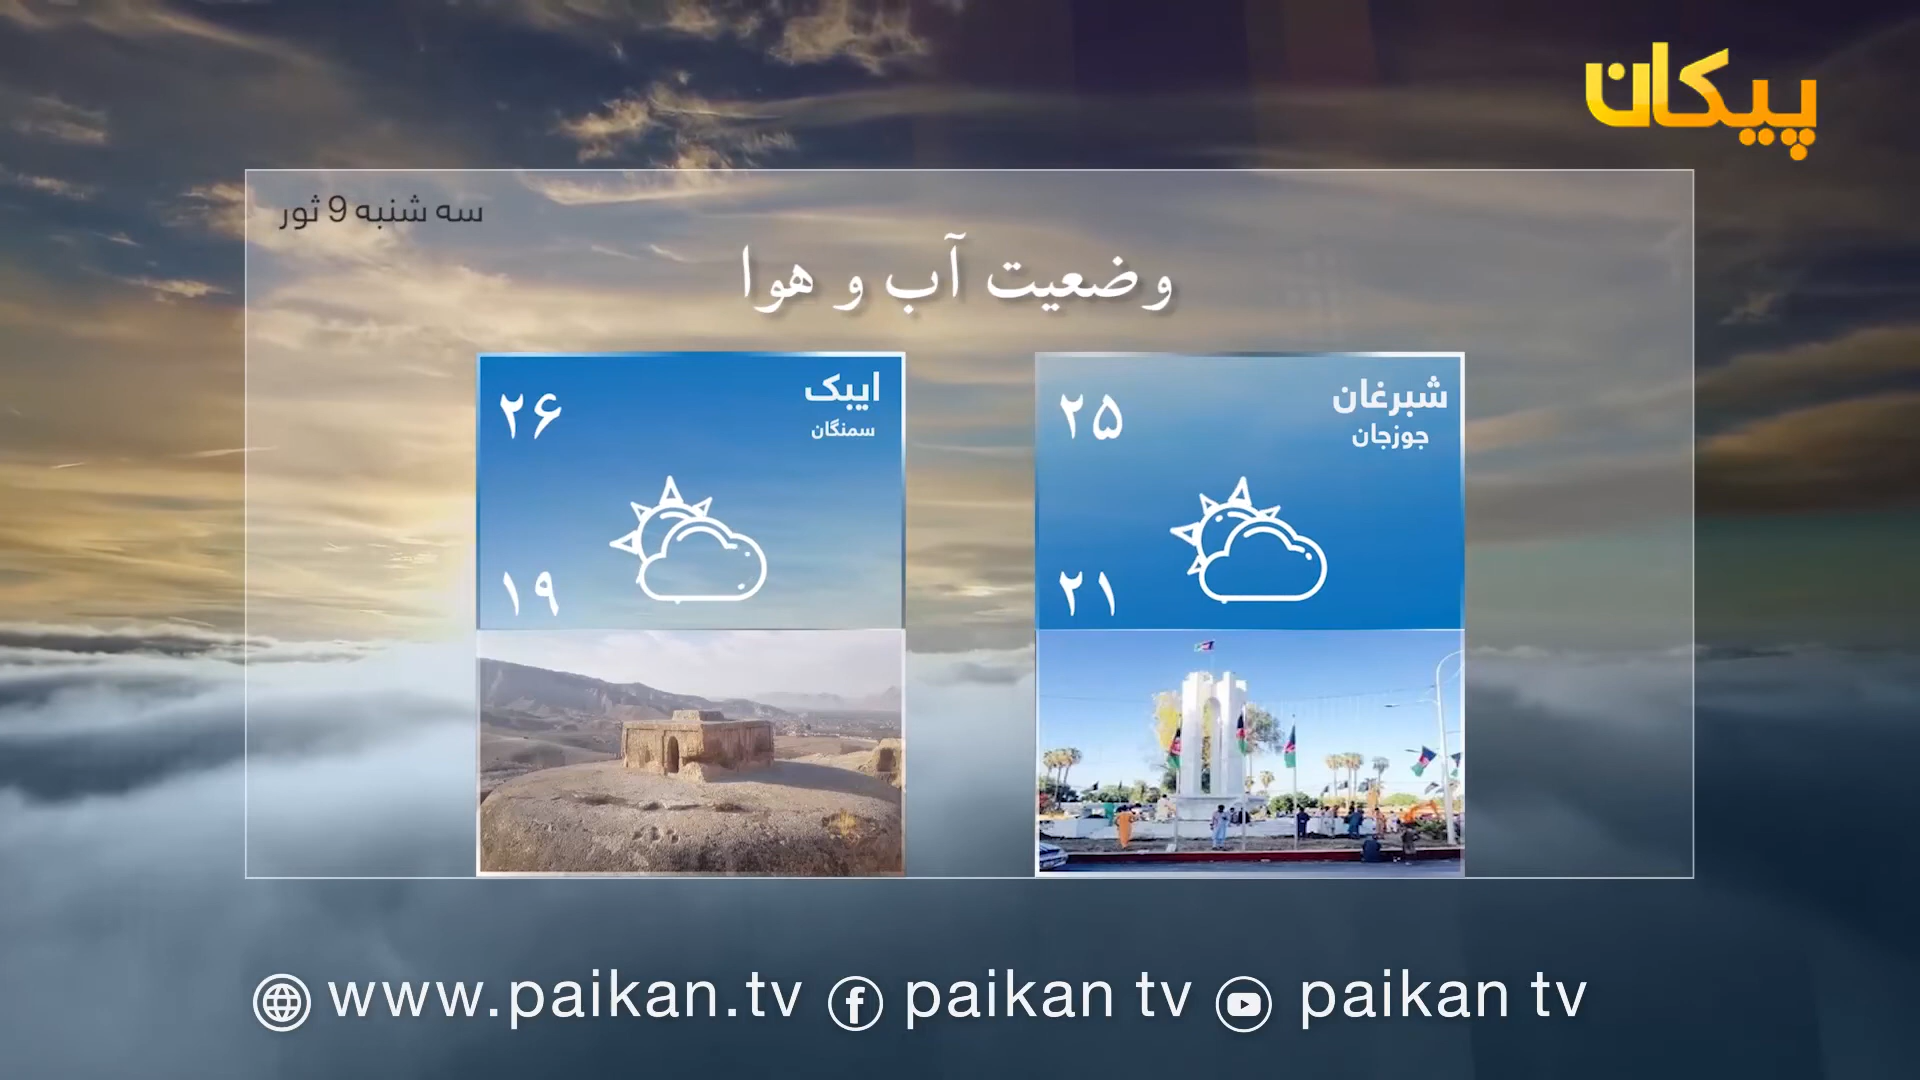 پیکان
سه شنبه 9 ثور
وضعیت آب و هوا
شبرغان
جوزجان
۲۵
۲۱
ایبک
سمنگان
۲۶
۱۹
www.paikan.tv paikan tv paikan tv